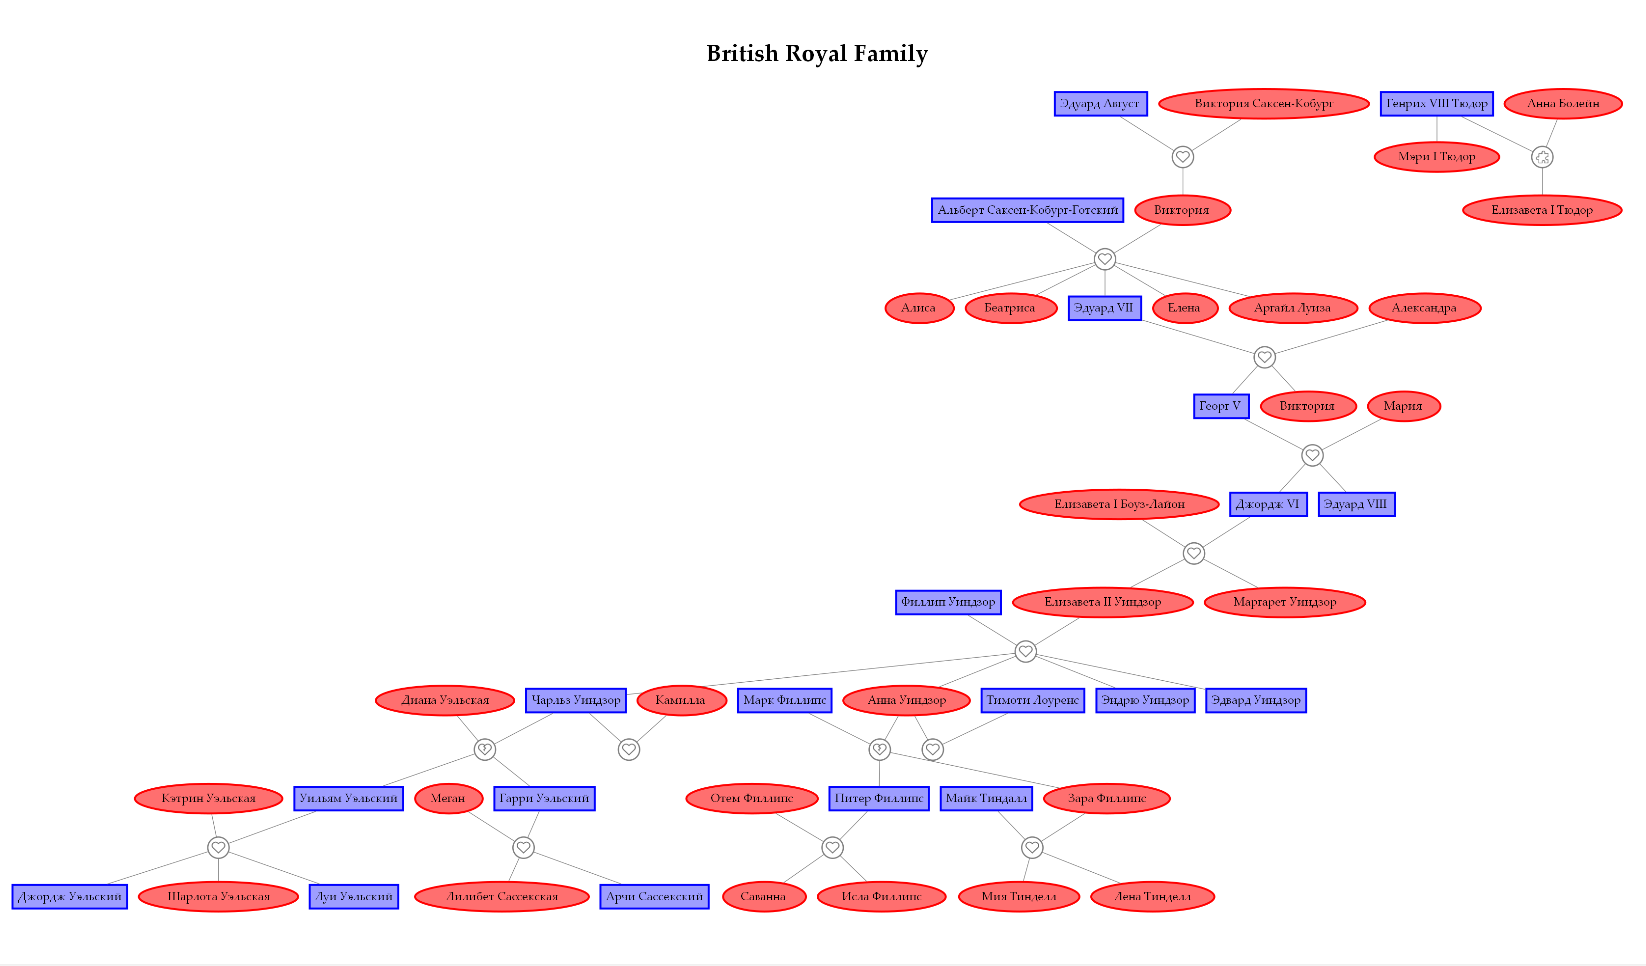 British Royal Family
Эдуард Август
Виктория Саксен-Кобург
Генрих VIII Тюдор
Анна Болейн
Мэри I Тюдор
Альберт Саксен-Кобург-Готский
Виктория
Елизавета I Тюдор
Алиса
Беатриса
Эдуард VII
Елена
Аргайл Луиза
Александра
Георг V
Виктория
Мария
Елизавета I Боуз-Лайон
Джордж VI
Эдуард VIII
Филлип Уиндзор
Елизавета II Уиндзор
Маргарет Уиндзор
Диана Уэльская
Чарльз Уиндзор
Камилла
Марк Филлипс
Анна Уиндзор
Тимоти Лоуренс
Эндрю Уиндзор
Эдвард Уиндзор
Кэтрин Уэльская
Уильям Уэльский
Меган
Гарри Уэльский
Отем Филлипс
Питер Филлипс
Майк Тиндалл
Зара Филлипс
Джордж Уэльский
Шарлота Уэльская
Луи Уэльский
Лилибет Сассекская
Арчи Сассекский
Саванна
Исла Филлипс
Мия Тинделл
Лена Тинделл